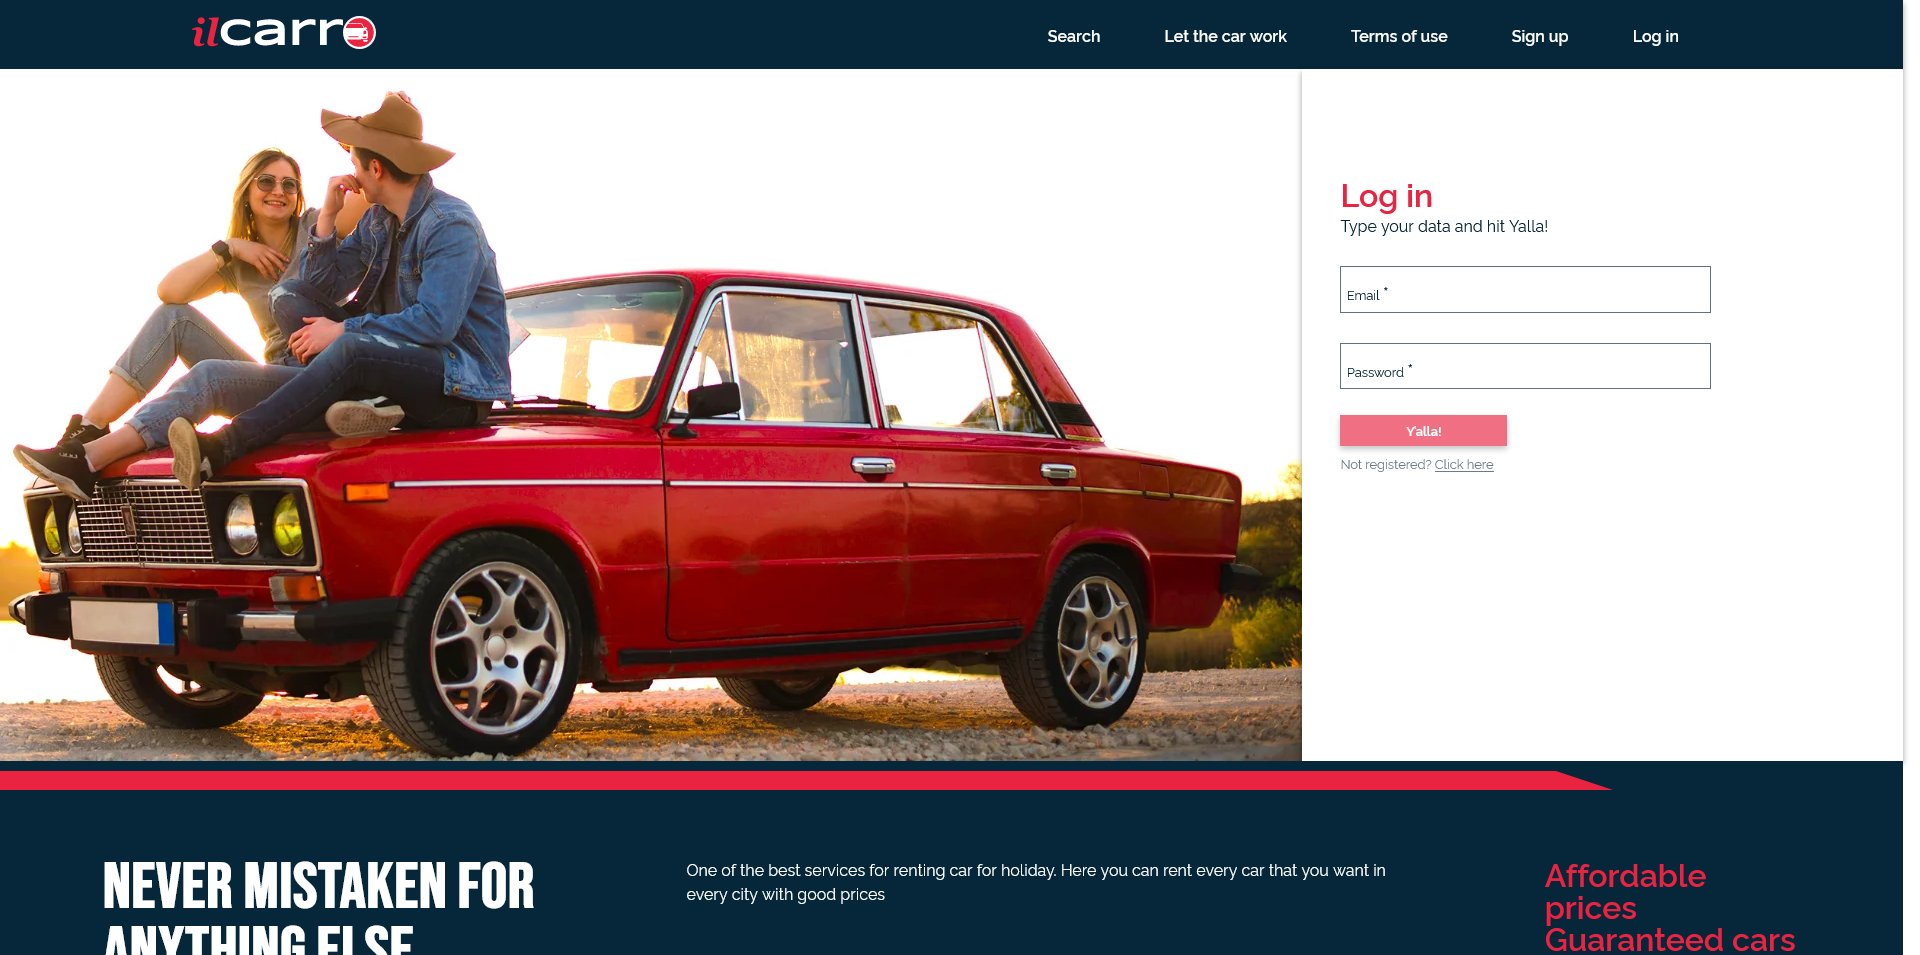 ilcarro
Search
Let the car work
Terms of use
Sign up
Log in
Log in
Type your data and hit Yalla!
Email *
Password *
Y'alla!
Not registered? Click here
NEVER MISTAKEN FOR
ANYTHING ELSE
One of the best services for renting car for holiday. Here you can rent every car that you want in
every city with good prices
Affordable
prices
Guaranteed cars